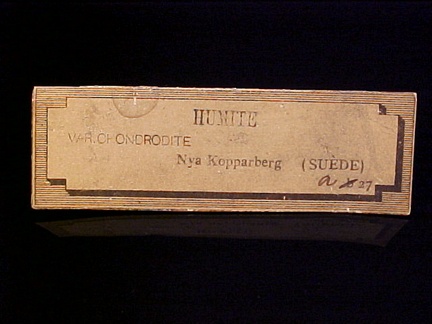 HUMITE
VAR. CHONDRODITE
Nya Kopparberg (SUÈDE)
a 27